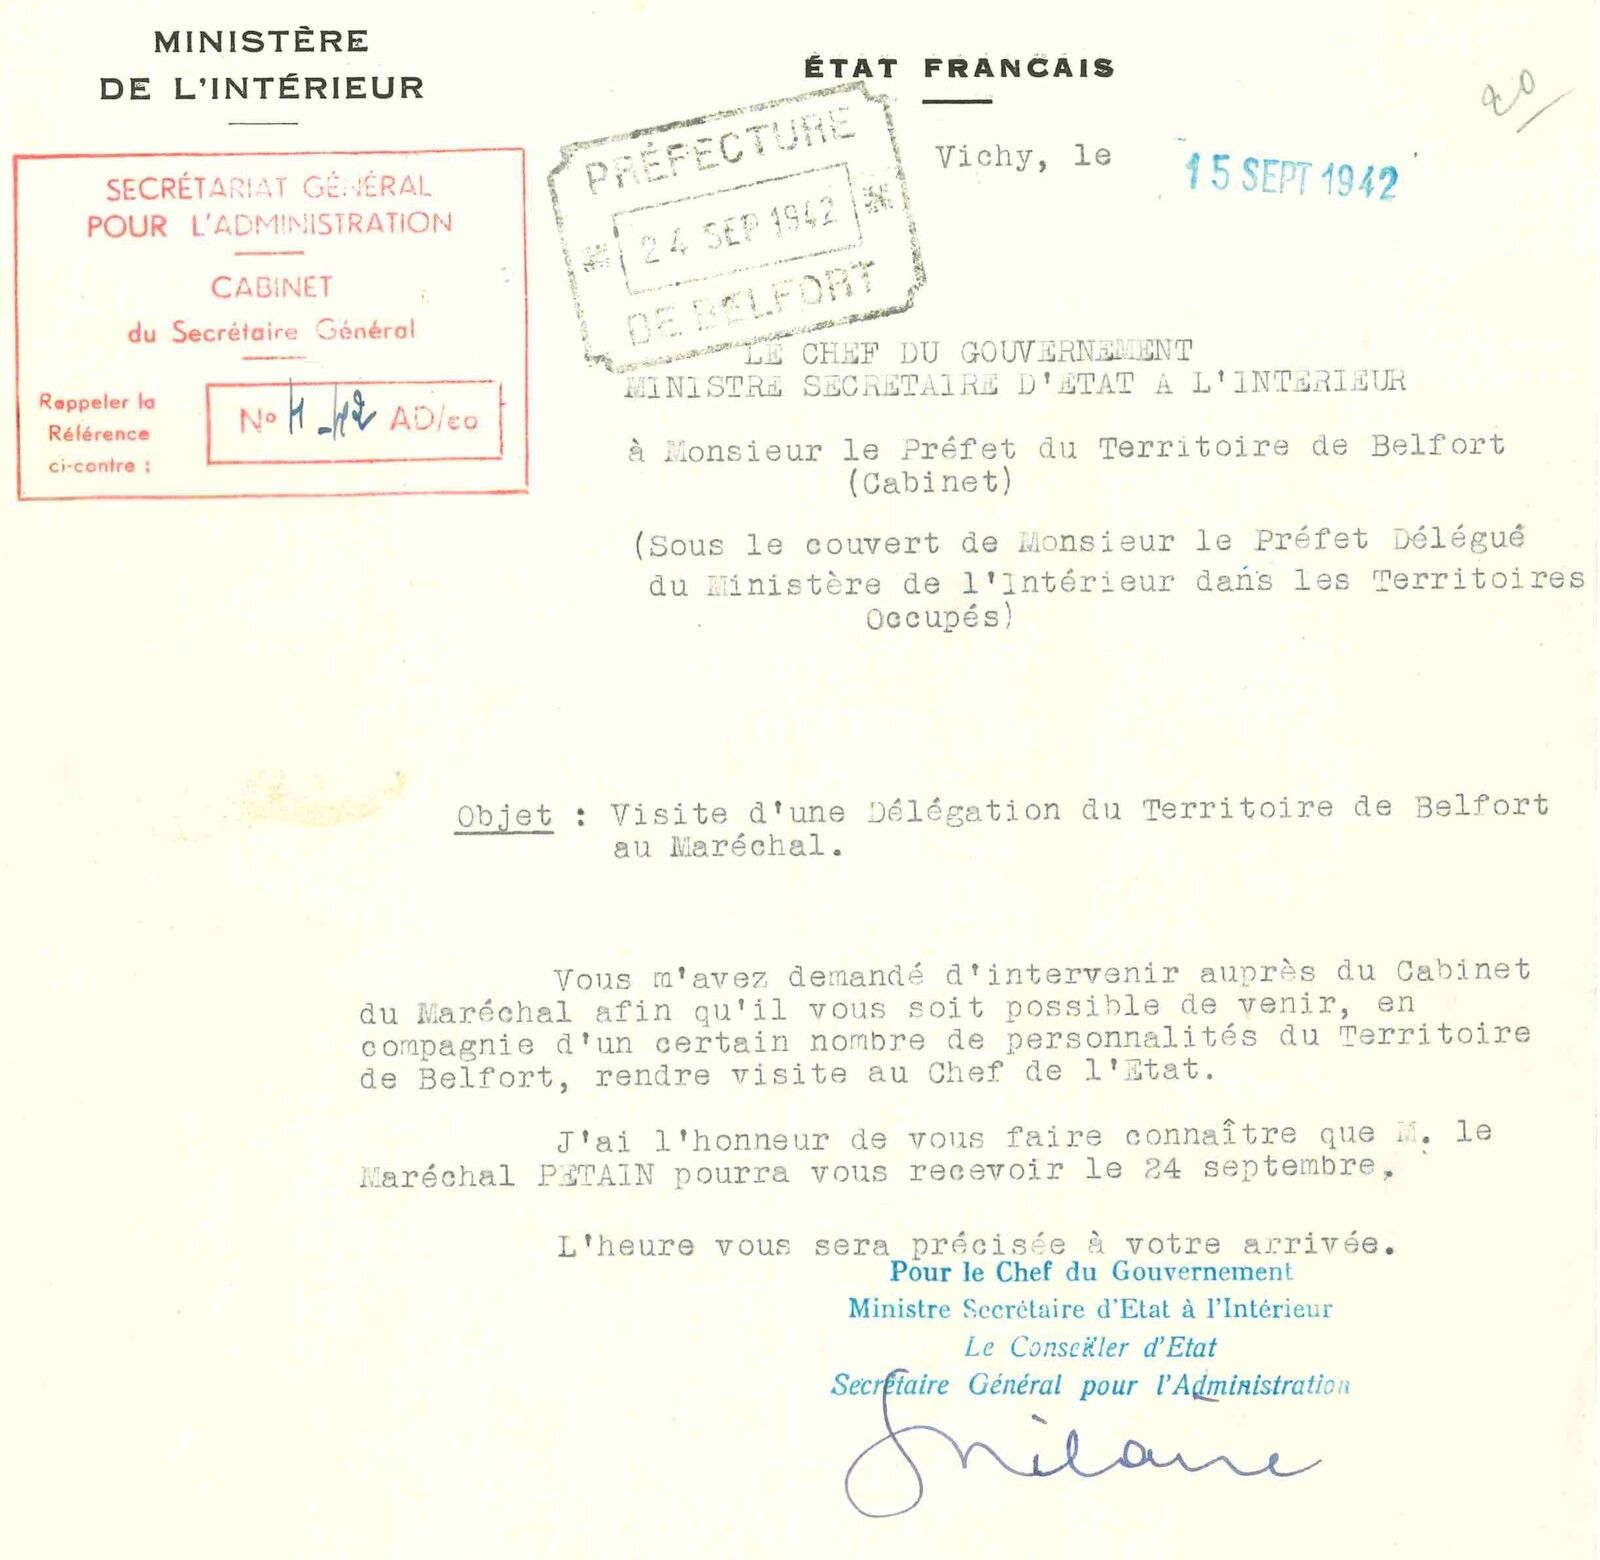 MINISTÈRE
DE L'INTÉRIEUR
ÉTAT FRANCAIS
20
Vichy, le
15 SEPT 1942
SECRÉTARIAT GÉNÉRAL
POUR L'ADMINISTRATION
CABINET
du Secrétaire Général
Rappeler la
Référence
ci-contre :
No AD/co
PRÉFECTURE
24 SEP 1942
DE BELFORT
LE CHEF DU GOUVERNEMENT
MINISTRE SECRETAIRE D'ETAT A L'INTERIEUR
à Monsieur le Préfet du Territoire de Belfort
(Cabinet)
(Sous le couvert de Monsieur le Préfet Délégué
du Ministère de l'Intérieur dans les Territoires
Occupés)
Objet : Visite d'une Délégation du Territoire de Belfort
au Maréchal.
Vous m'avez demandé d'intervenir auprès du Cabinet
du Maréchal afin qu'il vous soit possible de venir, en
compagnie d'un certain nombre de personnalités du Territoire
de Belfort, rendre visite au Chef de l'Etat.
J'ai l'honneur de vous faire connaître que M. le
Maréchal PETAIN pourra vous recevoir le 24 septembre.
L'heure vous sera précisée à votre arrivée.
Pour le Chef du Gouvernement
Ministre Secrétaire d'Etat à l'Intérieur
Le Conseiller d'Etat
Secrétaire Général pour l'Administration